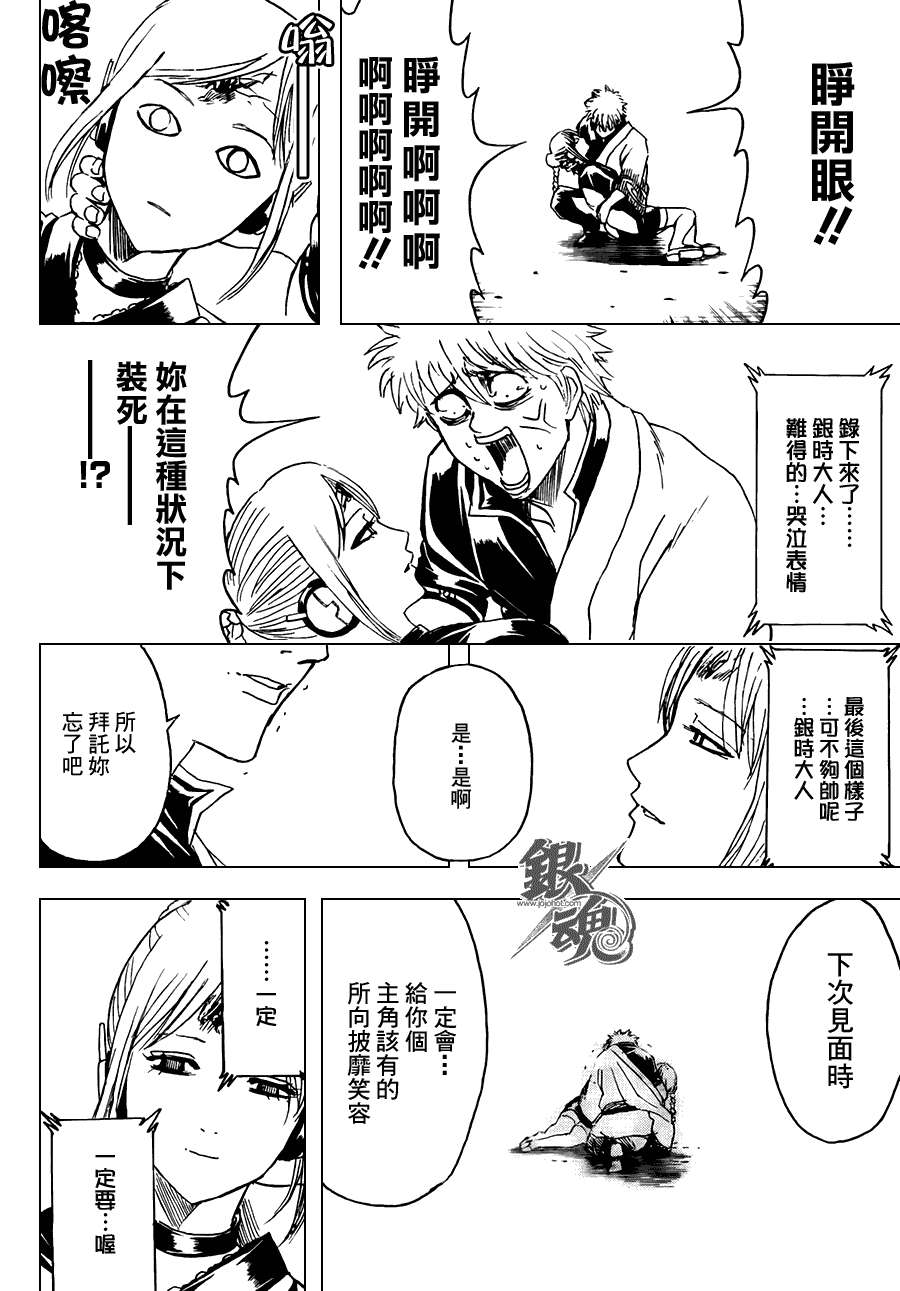 睜開眼!!
睜開啊啊啊
啊啊啊啊啊!!
嗡
喀嚓
錄下來了……
銀時大人…
難得的…哭泣表情
妳在這種狀況下
裝死
!?
最後這個樣子
…可不夠帥呢
…銀時大人
是…是啊
所以
拜託妳
忘了吧
銀魂
www.jojohot.com
下次見面時
一定會…
給你個
主角該有的
所向披靡笑容
……一定
一定要…喔